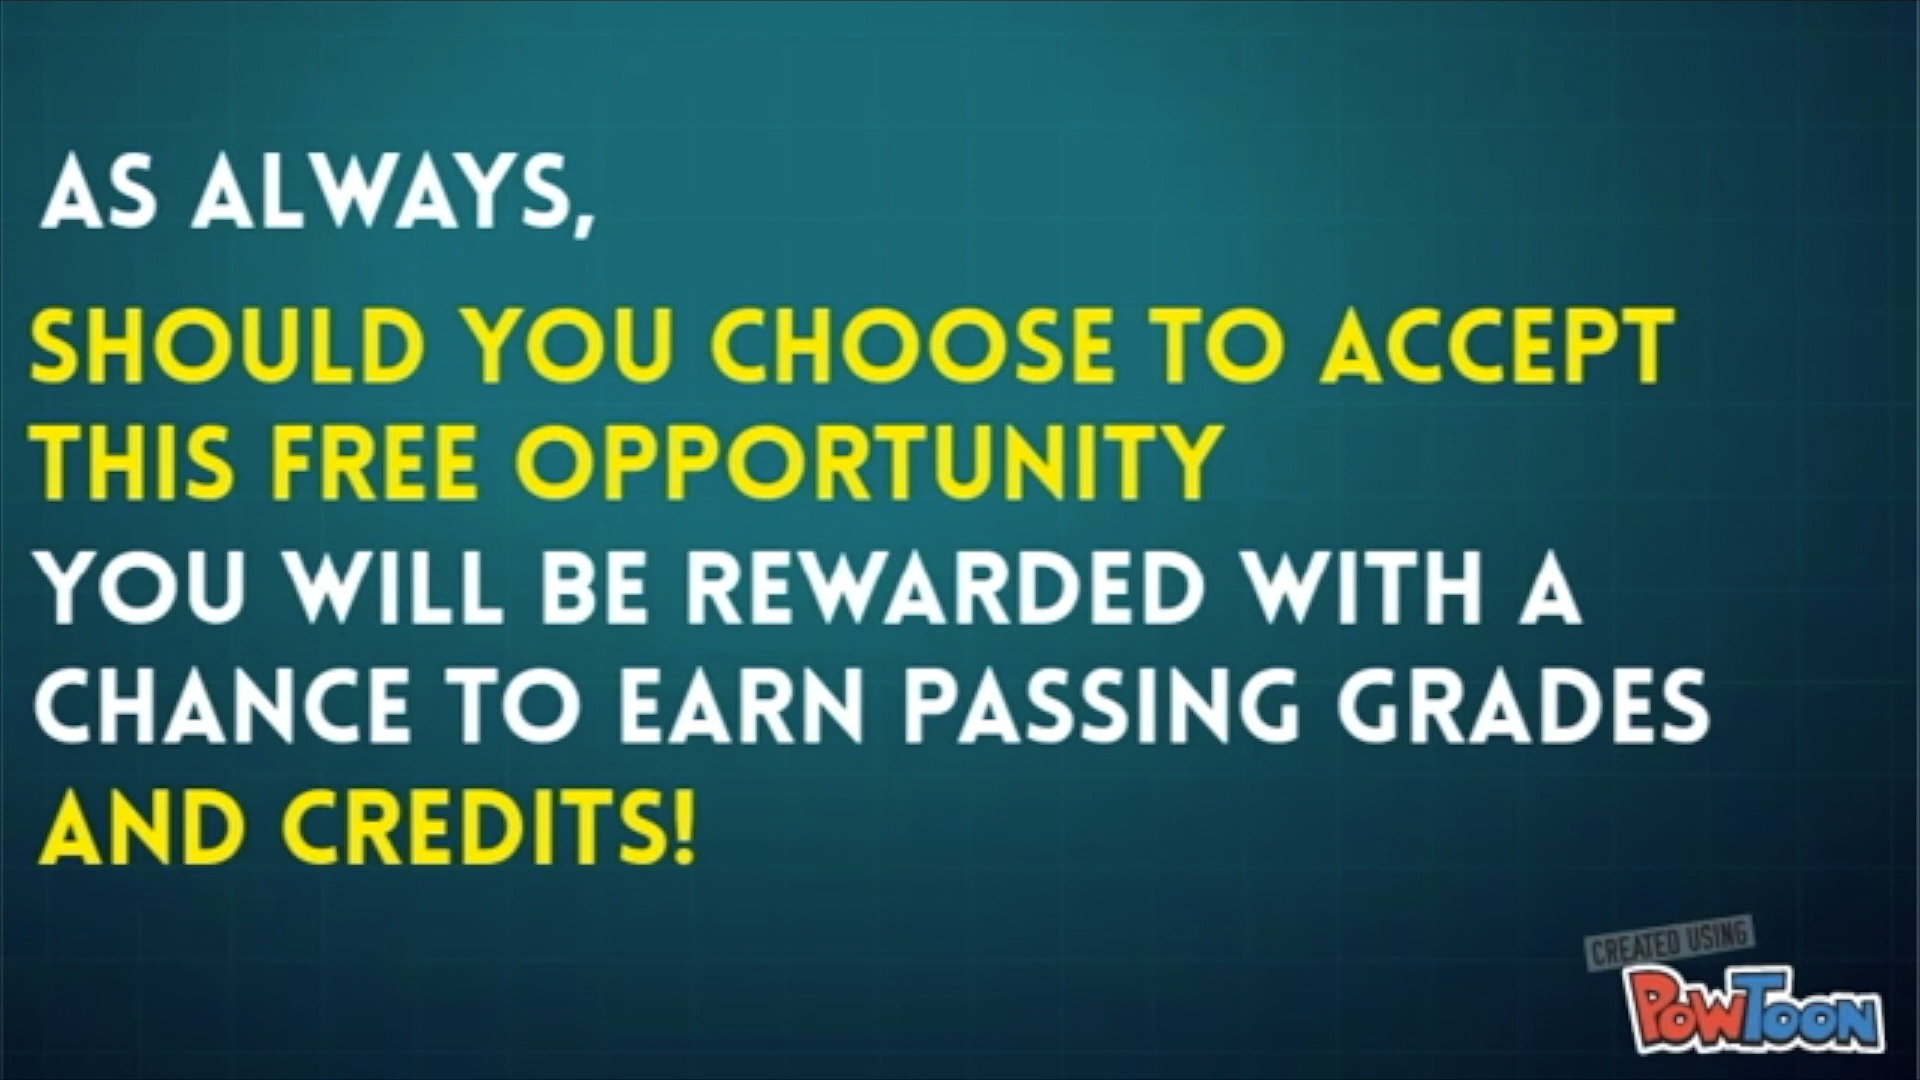 AS ALWAYS,
SHOULD YOU CHOOSE TO ACCEPT
THIS FREE OPPORTUNITY
YOU WILL BE REWARDED WITH A
CHANCE TO EARN PASSING GRADES
AND CREDITS!
CREATED USING
POWTOON